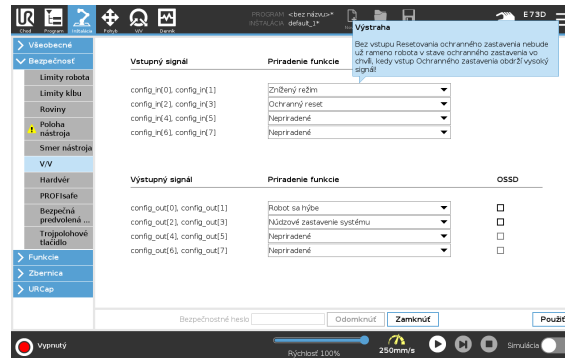 PROGRAM <bez názvu>*
INŠTALÁCIA default_1*
E73D
Chod Program Inštalácia Pohyb V/V Denník
Výstraha
Bez vstupu Resetovania ochranného zastavenia nebude
už rameno robota v stave ochranného zastavenia vo
chvíli, kedy vstup Ochranného zastavenia obdrží vysoký
signál!
Všeobecné
Bezpečnosť
Limity robota
Limity kĺbu
Roviny
Poloha
nástroja
Smer nástroja
V/V
Hardvér
PROFIsafe
Bezpečná
predvolená ...
Trojpolohové
tlačidlo
Funkcie
Zbernica
URCap
Vstupný signál Priradenie funkcie
config_in[0], config_in[1] Znížený režim
config_in[2], config_in[3] Ochranný reset
config_in[4], config_in[5] Nepriradené
config_in[6], config_in[7] Nepriradené
Výstupný signál Priradenie funkcie OSSD
config_out[0], config_out[1] Robot sa hýbe
config_out[2], config_out[3] Núdzové zastavenie systému
config_out[4], config_out[5] Nepriradené
config_out[6], config_out[7] Nepriradené
Bezpečnostné heslo Odomknúť Zamknúť Použiť
Vypnutý Rýchlosť 100% 250mm/s Simulácia